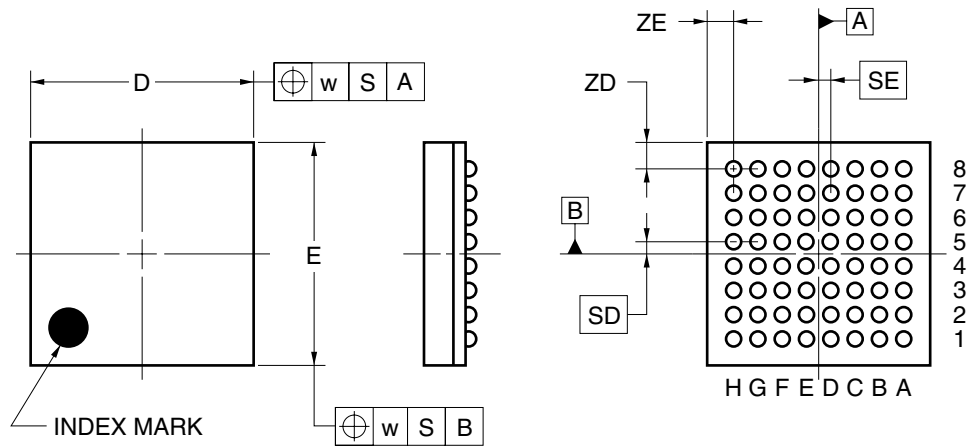 D
⌖ w S A
E
INDEX MARK
⌖ w S B
ZE
A
ZD
SE
B
SD
8
7
6
5
4
3
2
1
H G F E D C B A